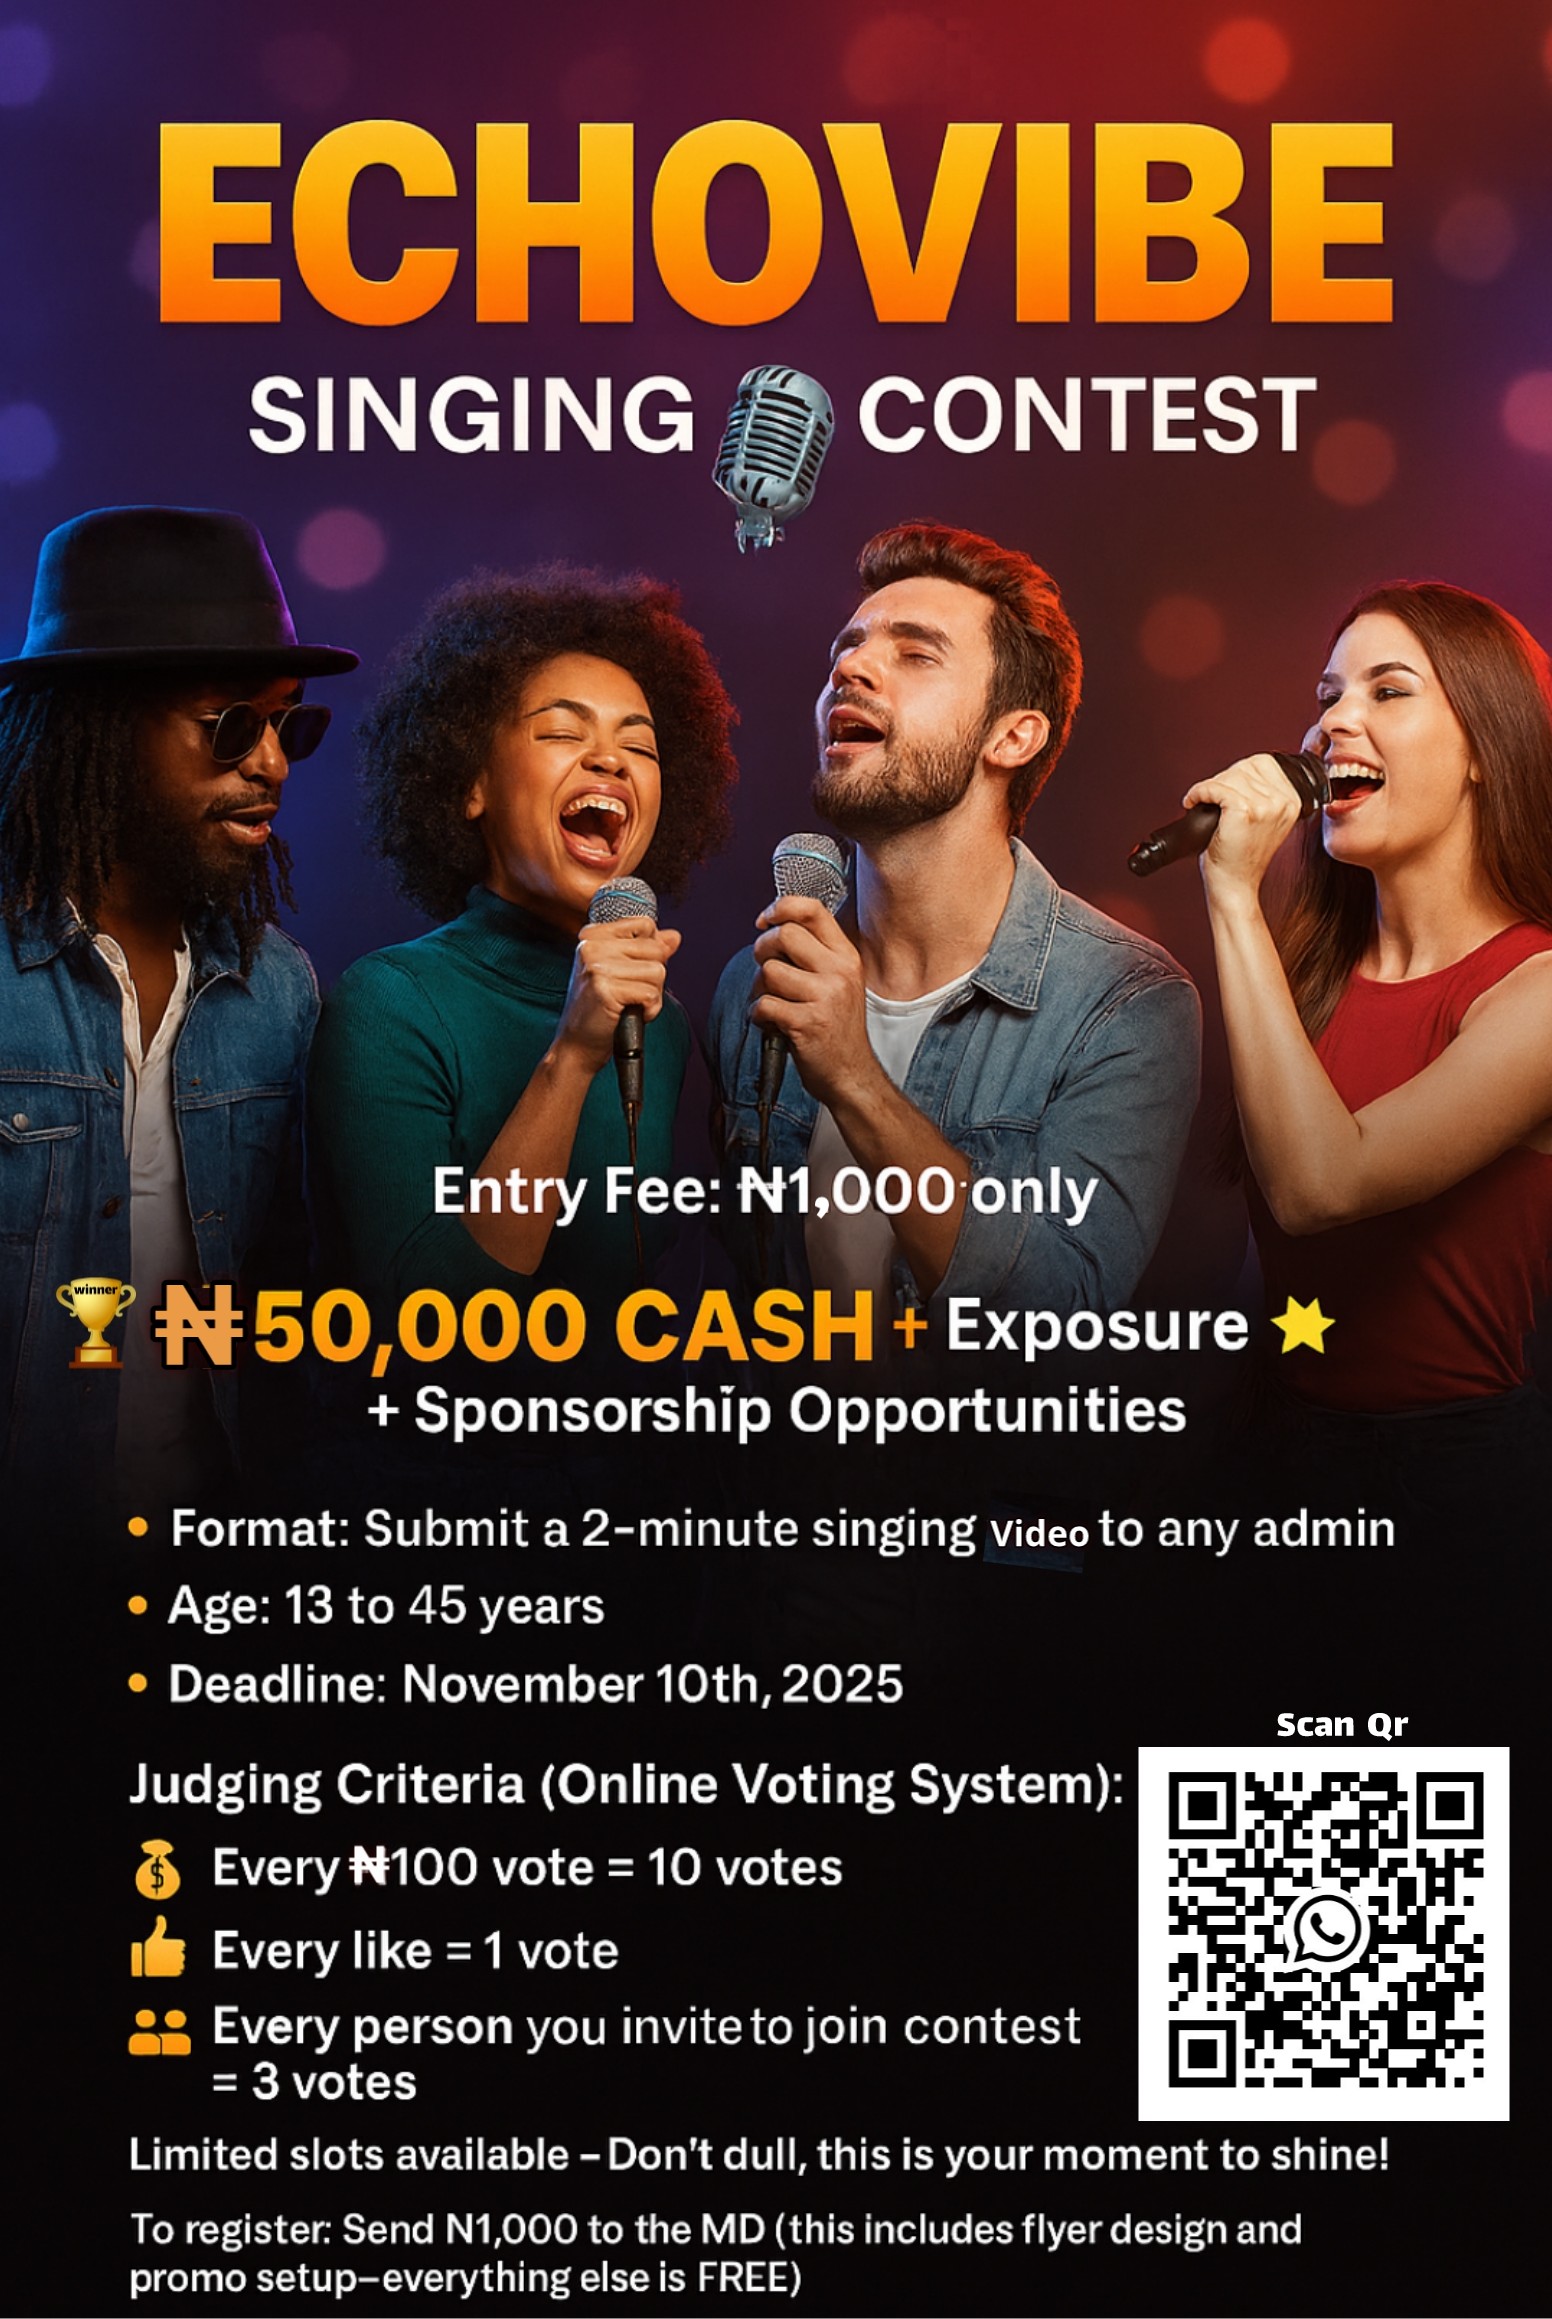 ECHOVIBE
SINGING CONTEST
Entry Fee: ₦1,000 only
winner
₦50,000 CASH + Exposure
+ Sponsorship Opportunities
• Format: Submit a 2-minute singing Video to any admin
• Age: 13 to 45 years
• Deadline: November 10th, 2025
Scan Qr
Judging Criteria (Online Voting System):
$
Every ₦100 vote = 10 votes
Every like = 1 vote
Every person you invite to join contest
= 3 votes
Limited slots available – Don't dull, this is your moment to shine!
To register: Send N1,000 to the MD (this includes flyer design and
promo setup–everything else is FREE)